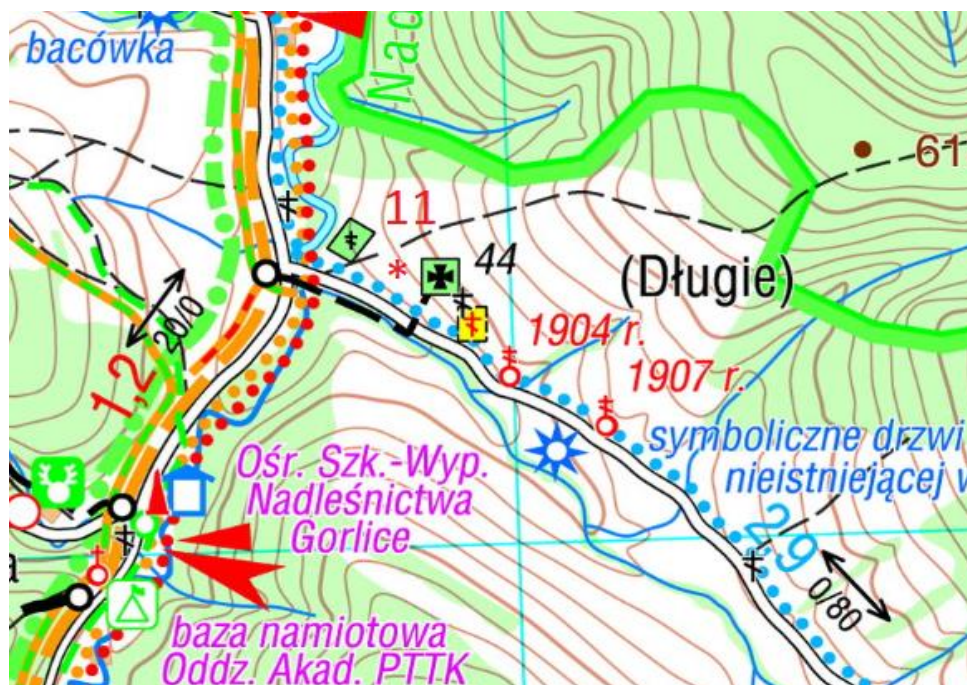 bacówka
Nad
61
11
44
(Długie)
1904 r.
1907 r.
20/0
1,2
symboliczne drzwi
nieistniejącej w
Ośr. Szk.-Wyp.
Nadleśnictwa
Gorlice
2,9
0/80
a
baza namiotowa
Oddz. Akad. PTTK